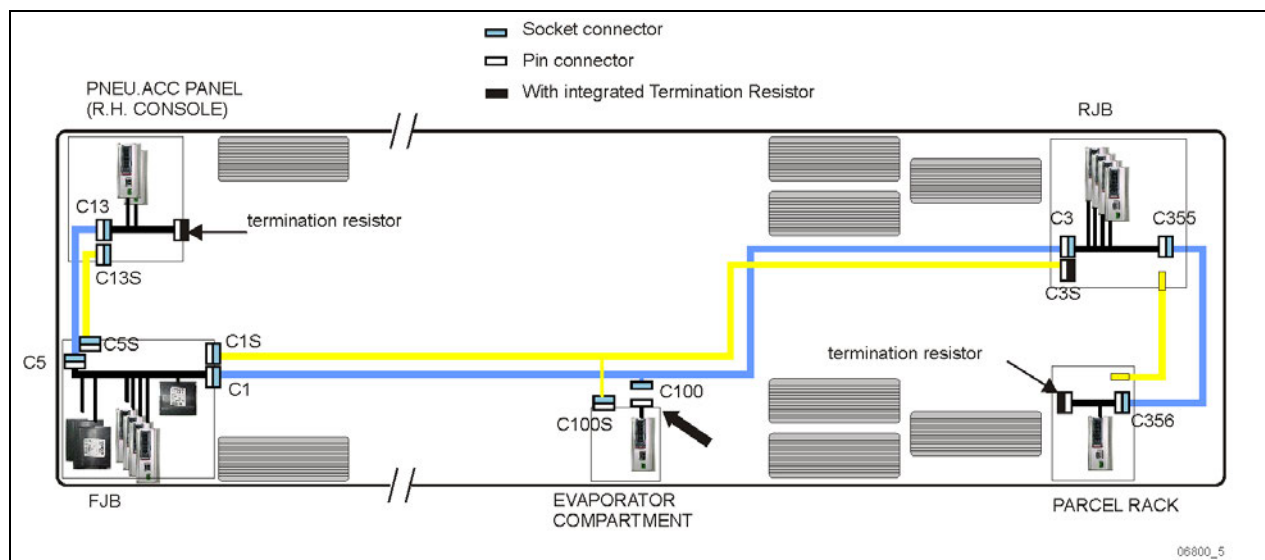 Socket connector
Pin connector
With integrated Termination Resistor
PNEU.ACC PANEL
(R.H. CONSOLE)
RJB
C13
termination resistor
C3
C355
C13S
C3S
C5
C5S
C1S
C1
termination resistor
C100
C100S
C356
FJB
EVAPORATOR
COMPARTMENT
PARCEL RACK
06800_5